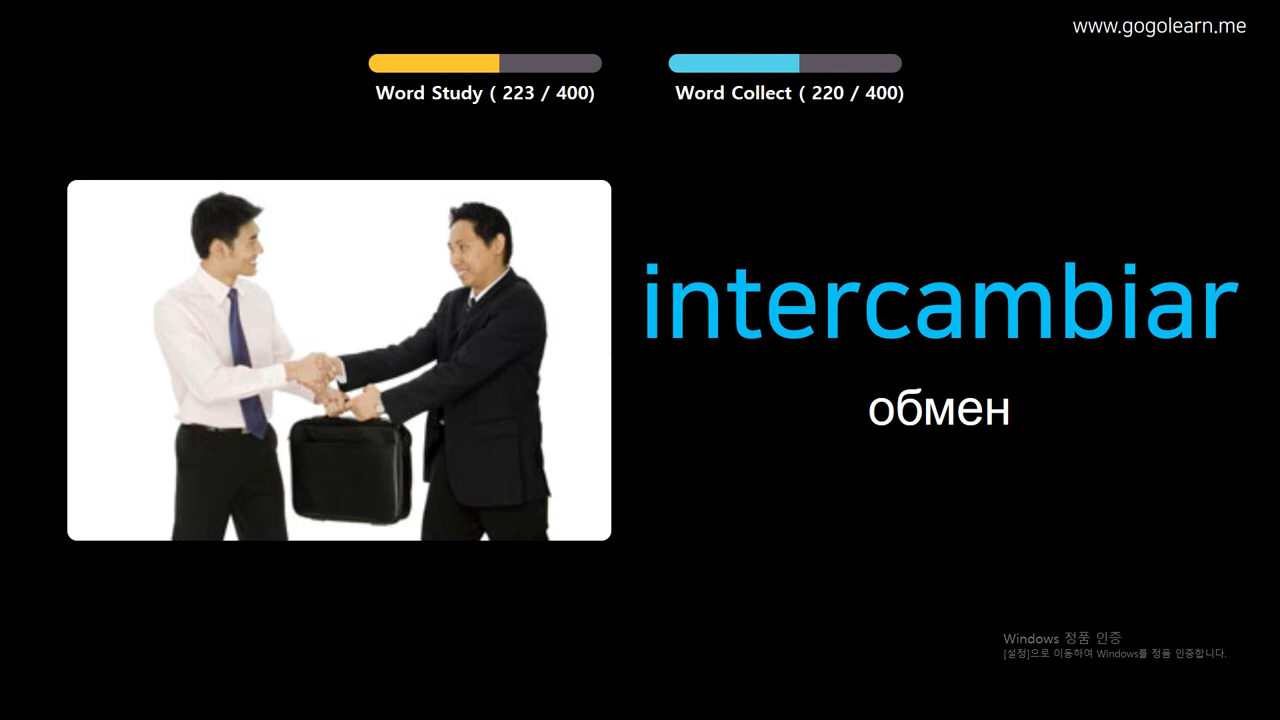 www.gogolearn.me
Word Study ( 223 / 400)
Word Collect ( 220 / 400)
intercambiar
обмен
Windows 정품 인증
[설정]으로 이동하여 Windows를 정품 인증합니다.